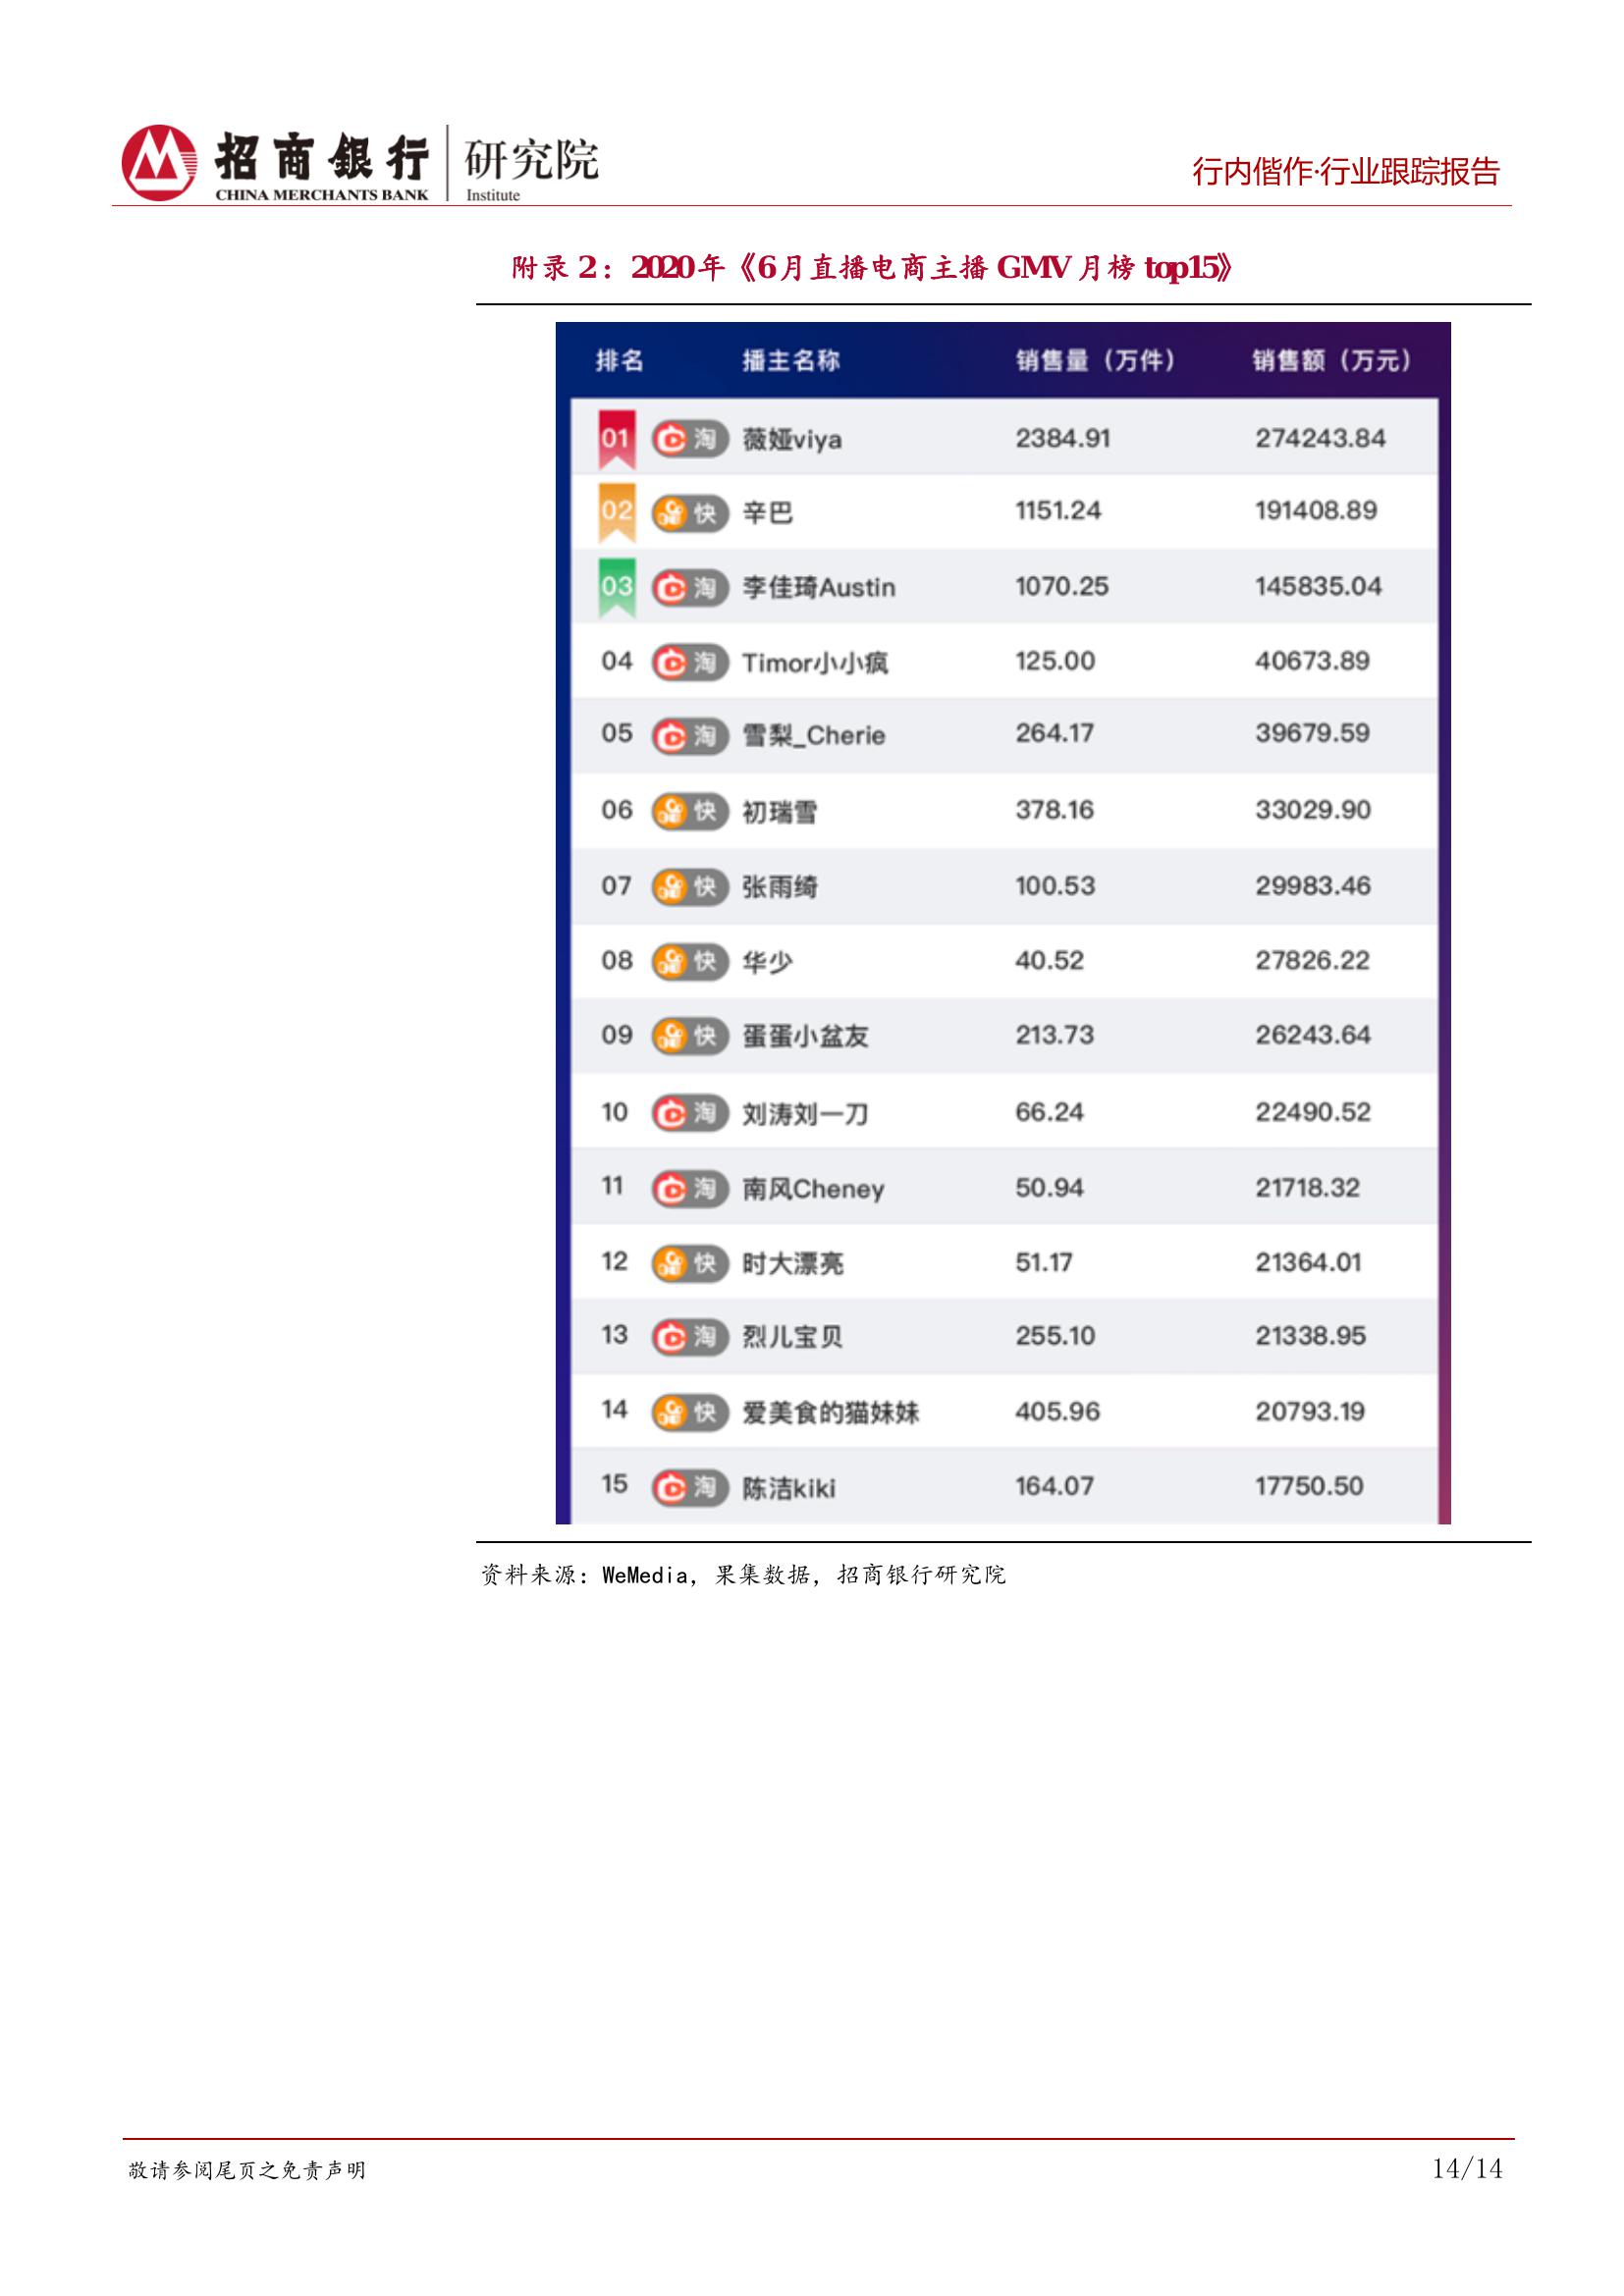 招商銀行 研究院
CHINA MERCHANTS BANK Institute
行内偕作·行业跟踪报告
附录 2：2020 年《6 月直播电商主播 GMV 月榜 top15》
排名 播主名称 销售量（万件） 销售额（万元）
01 淘 薇娅viya 2384.91 274243.84
02 快 辛巴 1151.24 191408.89
03 淘 李佳琦Austin 1070.25 145835.04
04 淘 Timor小小疯 125.00 40673.89
05 淘 雪梨_Cherie 264.17 39679.59
06 快 初瑞雪 378.16 33029.90
07 快 张雨绮 100.53 29983.46
08 快 华少 40.52 27826.22
09 快 蛋蛋小盆友 213.73 26243.64
10 淘 刘涛刘一刀 66.24 22490.52
11 淘 南风Cheney 50.94 21718.32
12 快 时大漂亮 51.17 21364.01
13 淘 烈儿宝贝 255.10 21338.95
14 快 爱美食的猫妹妹 405.96 20793.19
15 淘 陈洁kiki 164.07 17750.50
资料来源：WeMedia，果集数据，招商银行研究院
敬请参阅尾页之免责声明
14/14